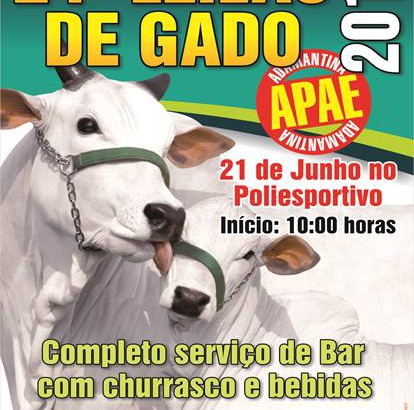 DE GADO
201
ADAMANTINA
APAE
ADAMANTINA
21 de Junho no
Poliesportivo
Início: 10:00 horas
Completo serviço de Bar
com churrasco e bebidas